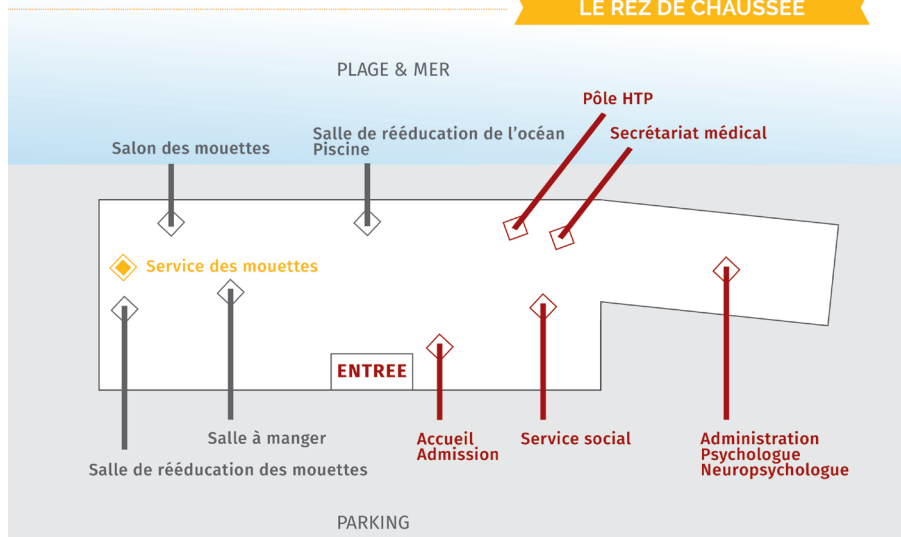 LE REZ DE CHAUSSÉE
PLAGE & MER
Pôle HTP
Salle de rééducation de l'océan
Piscine
Secrétariat médical
Salon des mouettes
Service des mouettes
ENTREE
Salle à manger
Accueil
Admission
Service social
Administration
Psychologue
Neuropsychologue
Salle de rééducation des mouettes
PARKING